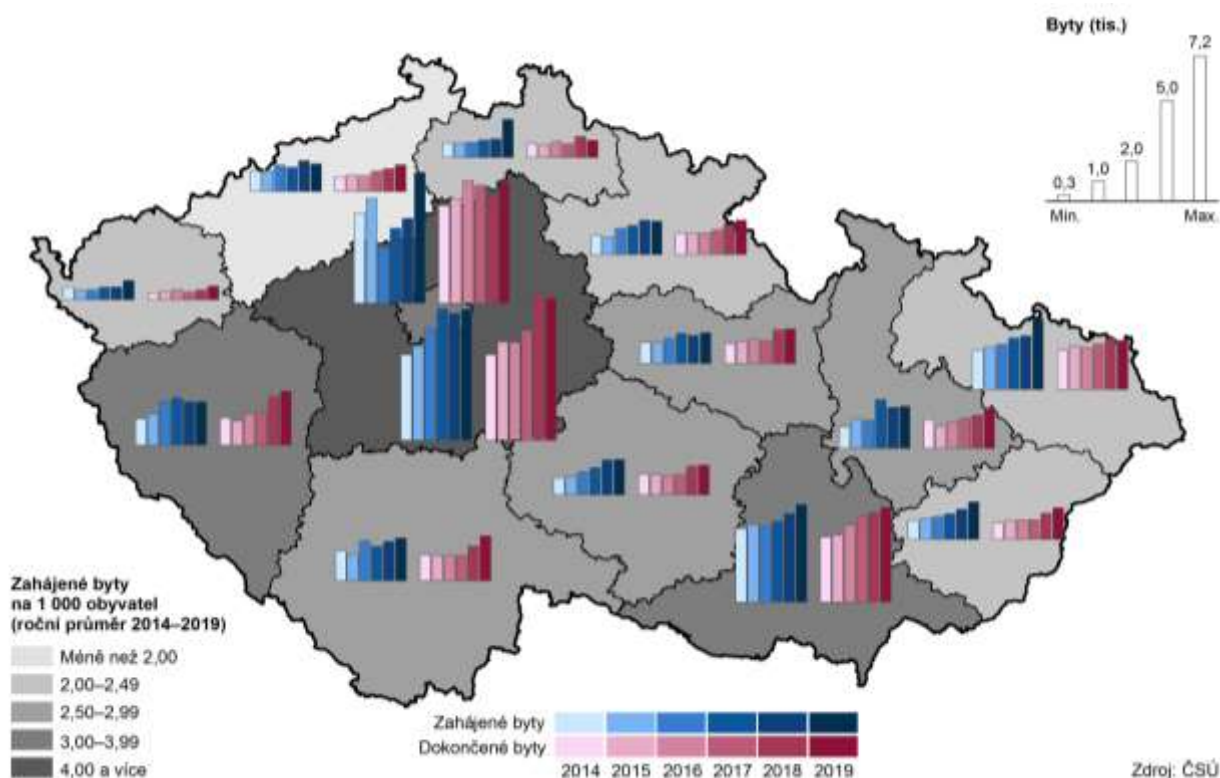 Byty (tis.)
7,2
5,0
2,0
1,0
0,3
Min.
Max.
Zahájené byty
na 1 000 obyvatel
(roční průměr 2014–2019)
Méně než 2,00
2,00–2,49
2,50–2,99
3,00–3,99
4,00 a více
Zahájené byty
Dokončené byty
2014 2015 2016 2017 2018 2019
Zdroj: ČSÚ